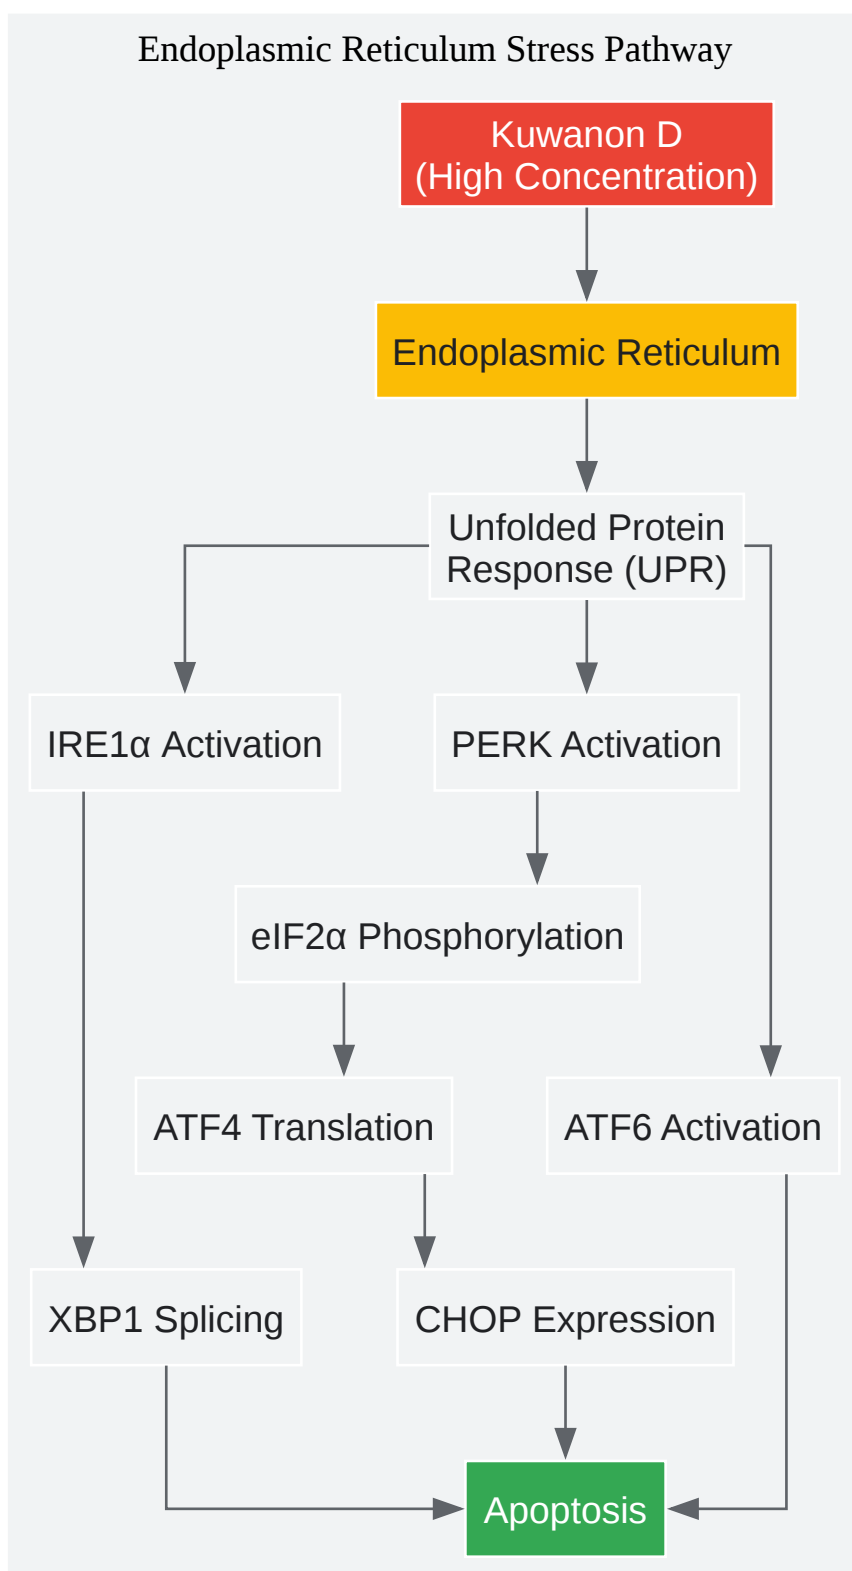 Endoplasmic Reticulum Stress Pathway
Kuwanon D
(High Concentration)
Endoplasmic Reticulum
Unfolded Protein
Response (UPR)
IRE1α Activation
PERK Activation
eIF2α Phosphorylation
ATF4 Translation
ATF6 Activation
XBP1 Splicing
CHOP Expression
Apoptosis